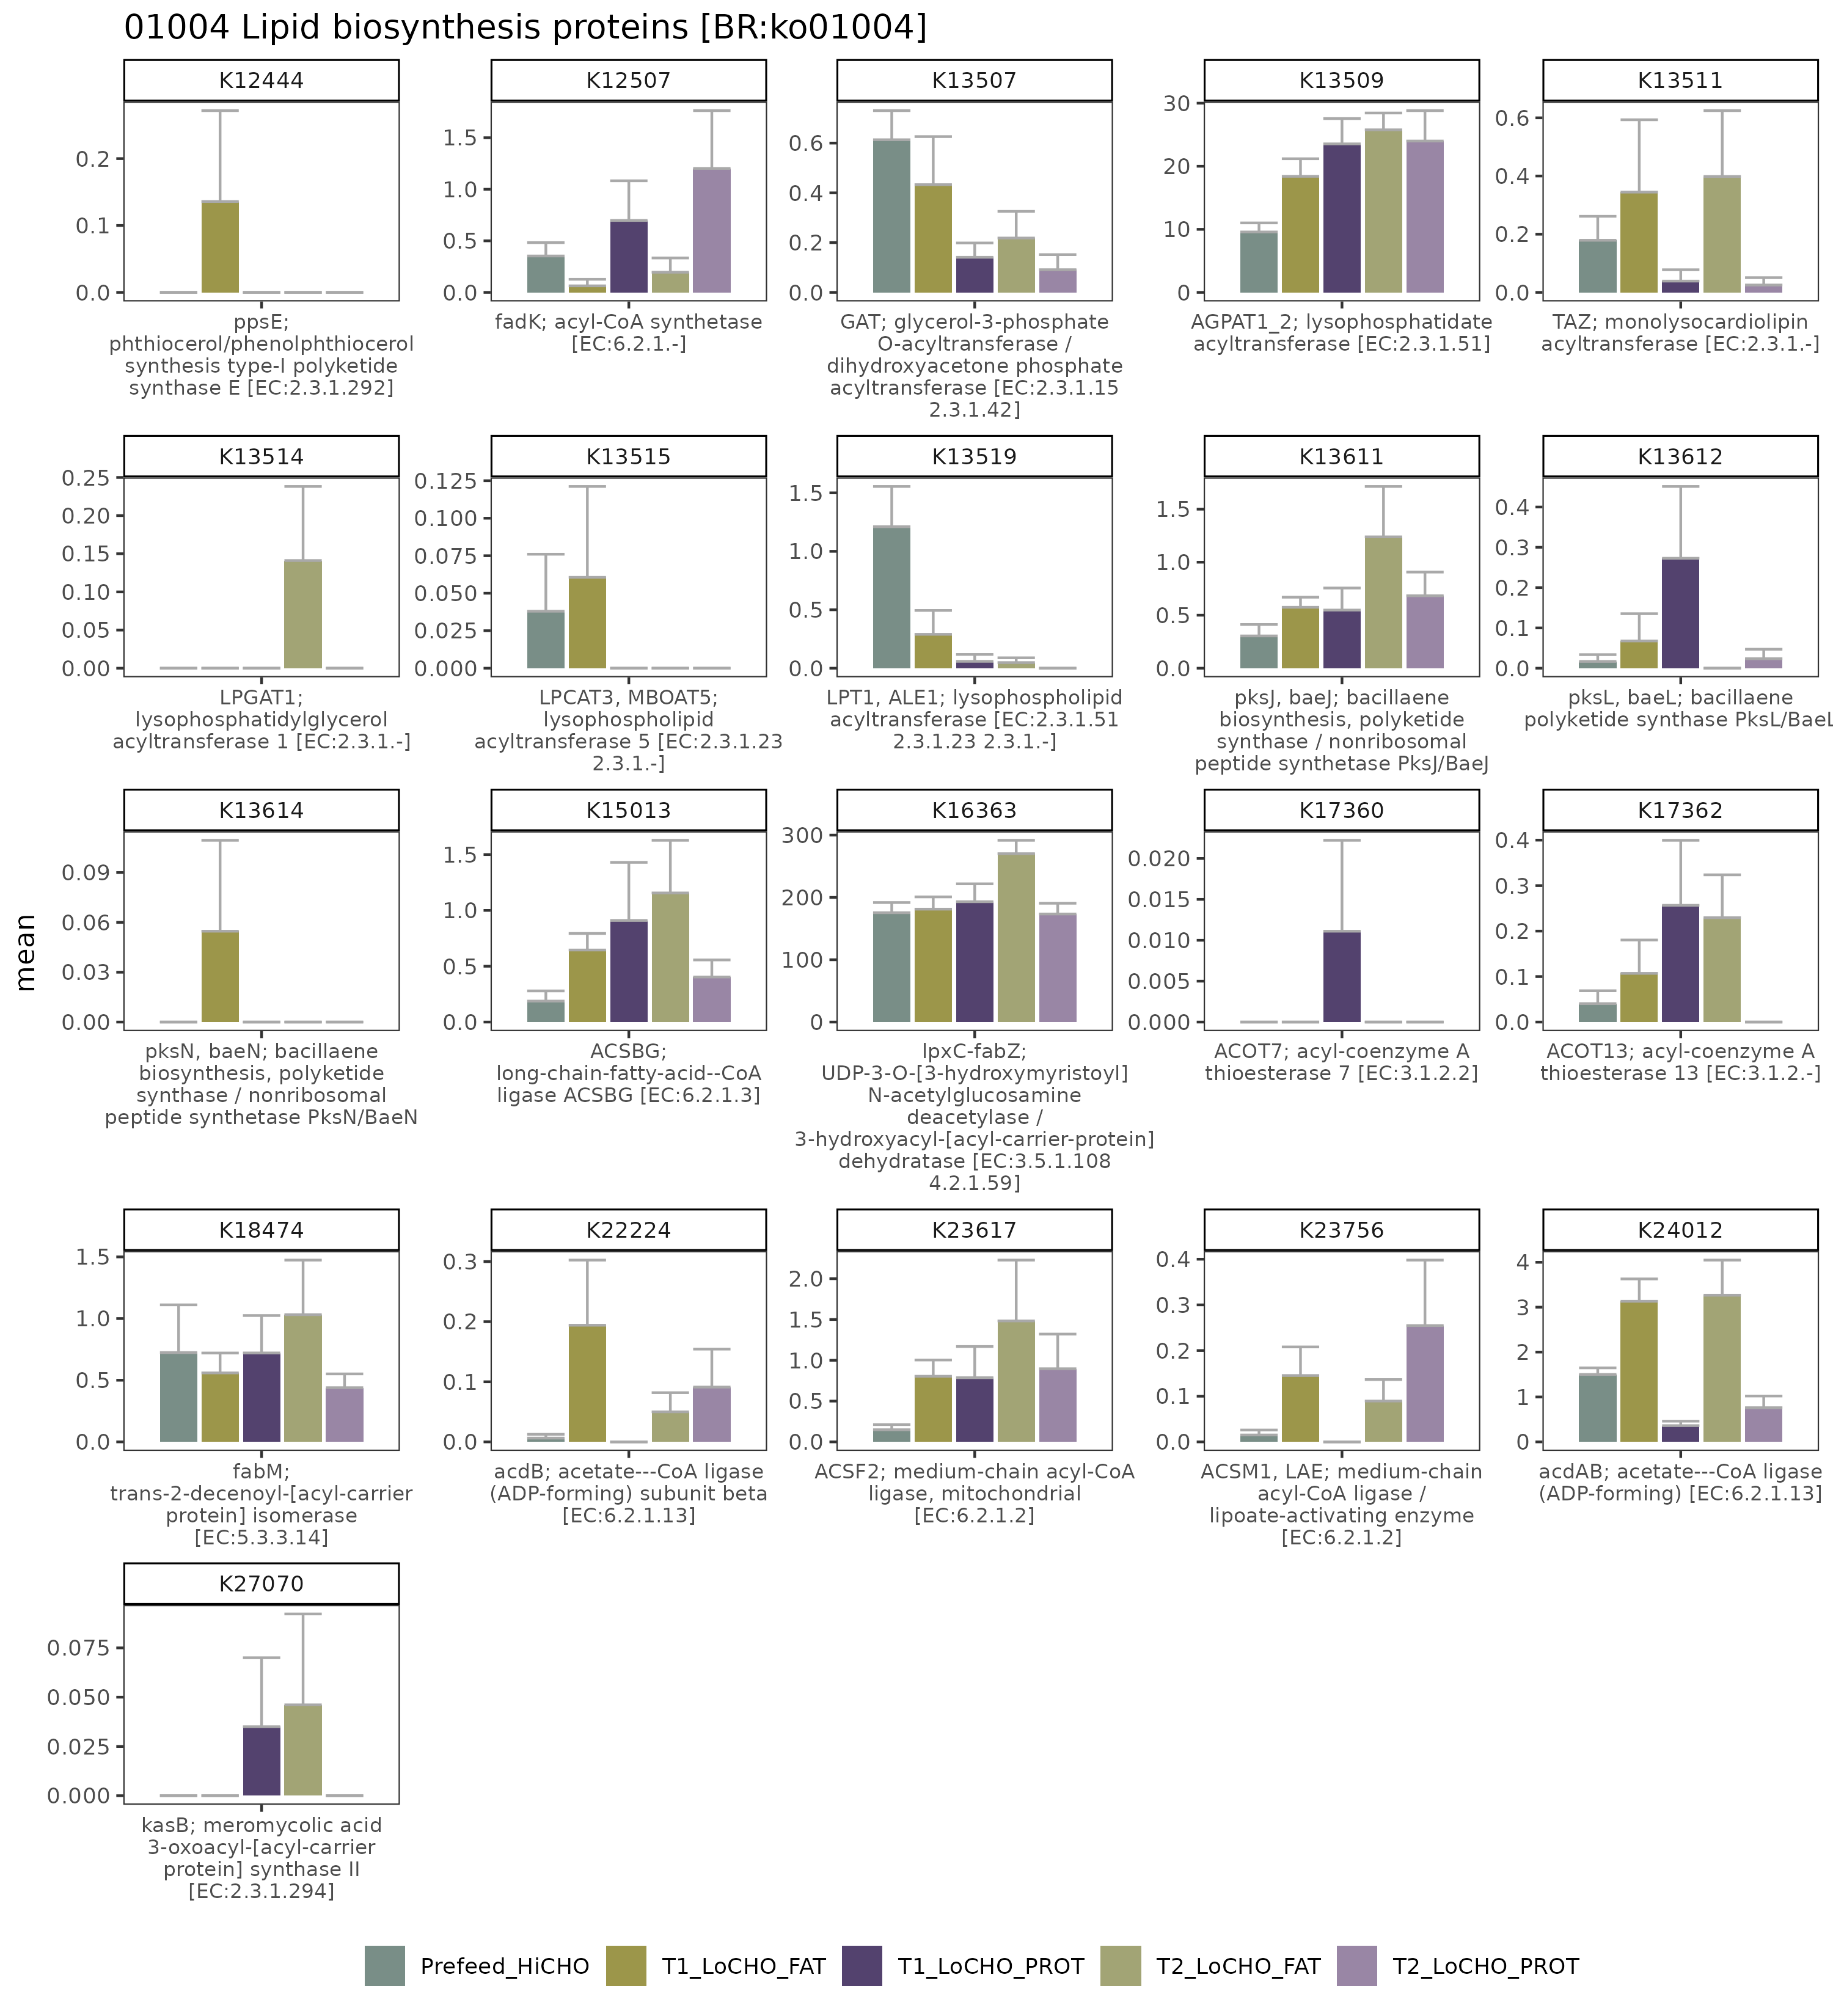 01004 Lipid biosynthesis proteins [BR:ko01004]
K12444
K12507
K13507
K13509
K13511
0.2
0.1
0.0
1.5
1.0
0.5
0.0
0.6
0.4
0.2
0.0
30
20
10
0
0.6
0.4
0.2
0.0
ppsE;
phthiocerol/phenolphthiocerol
synthesis type-I polyketide
synthase E [EC:2.3.1.292]
fadK; acyl-CoA synthetase
[EC:6.2.1.-]
GAT; glycerol-3-phosphate
O-acyltransferase /
dihydroxyacetone phosphate
acyltransferase [EC:2.3.1.15
2.3.1.42]
AGPAT1_2; lysophosphatidate
acyltransferase [EC:2.3.1.51]
TAZ; monolysocardiolipin
acyltransferase [EC:2.3.1.-]
K13514
K13515
K13519
K13611
K13612
0.25
0.20
0.15
0.10
0.05
0.00
0.125
0.100
0.075
0.050
0.025
0.000
1.5
1.0
0.5
0.0
1.5
1.0
0.5
0.0
0.4
0.3
0.2
0.1
0.0
LPGAT1;
lysophosphatidylglycerol
acyltransferase 1 [EC:2.3.1.-]
LPCAT3, MBOAT5;
lysophospholipid
acyltransferase 5 [EC:2.3.1.23
2.3.1.-]
LPT1, ALE1; lysophospholipid
acyltransferase [EC:2.3.1.51
2.3.1.23 2.3.1.-]
pksJ, baeJ; bacillaene
biosynthesis, polyketide
synthase / nonribosomal
peptide synthetase PksJ/BaeJ
pksL, baeL; bacillaene
polyketide synthase PksL/BaeL
mean
K13614
K15013
K16363
K17360
K17362
0.09
0.06
0.03
0.00
1.5
1.0
0.5
0.0
300
200
100
0
0.020
0.015
0.010
0.005
0.000
0.4
0.3
0.2
0.1
0.0
pksN, baeN; bacillaene
biosynthesis, polyketide
synthase / nonribosomal
peptide synthetase PksN/BaeN
ACSBG;
long-chain-fatty-acid--CoA
ligase ACSBG [EC:6.2.1.3]
lpxC-fabZ;
UDP-3-O-[3-hydroxymyristoyl]
N-acetylglucosamine
deacetylase /
3-hydroxyacyl-[acyl-carrier-protein]
dehydratase [EC:3.5.1.108
4.2.1.59]
ACOT7; acyl-coenzyme A
thioesterase 7 [EC:3.1.2.2]
ACOT13; acyl-coenzyme A
thioesterase 13 [EC:3.1.2.-]
K18474
K22224
K23617
K23756
K24012
1.5
1.0
0.5
0.0
0.3
0.2
0.1
0.0
2.0
1.5
1.0
0.5
0.0
0.4
0.3
0.2
0.1
0.0
4
3
2
1
0
fabM;
trans-2-decenoyl-[acyl-carrier
protein] isomerase
[EC:5.3.3.14]
acdB; acetate---CoA ligase
(ADP-forming) subunit beta
[EC:6.2.1.13]
ACSF2; medium-chain acyl-CoA
ligase, mitochondrial
[EC:6.2.1.2]
ACSM1, LAE; medium-chain
acyl-CoA ligase /
lipoate-activating enzyme
[EC:6.2.1.2]
acdAB; acetate---CoA ligase
(ADP-forming) [EC:6.2.1.13]
K27070
0.075
0.050
0.025
0.000
kasB; meromycolic acid
3-oxoacyl-[acyl-carrier
protein] synthase II
[EC:2.3.1.294]
Prefeed_HiCHO
T1_LoCHO_FAT
T1_LoCHO_PROT
T2_LoCHO_FAT
T2_LoCHO_PROT